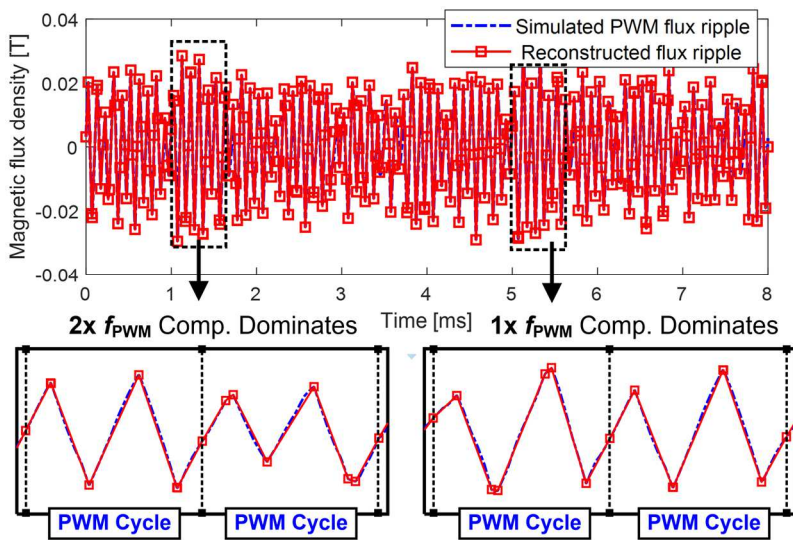 0.04
Simulated PWM flux ripple
Reconstructed flux ripple
0.02
0
-0.02
-0.04
Magnetic flux density [T]
0 1 2 3 4 5 6 7 8
Time [ms]
2x fPWM Comp. Dominates
1x fPWM Comp. Dominates
PWM Cycle PWM Cycle
PWM Cycle PWM Cycle